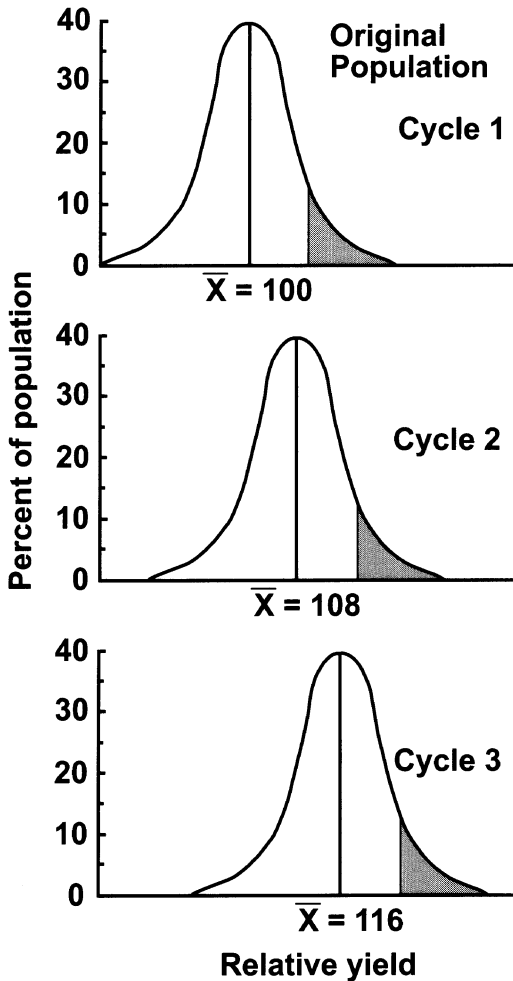 Original
Population
Cycle 1
40
30
20
10
0
X̅ = 100
Percent of population
Cycle 2
40
30
20
10
0
X̅ = 108
Cycle 3
40
30
20
10
0
X̅ = 116
Relative yield